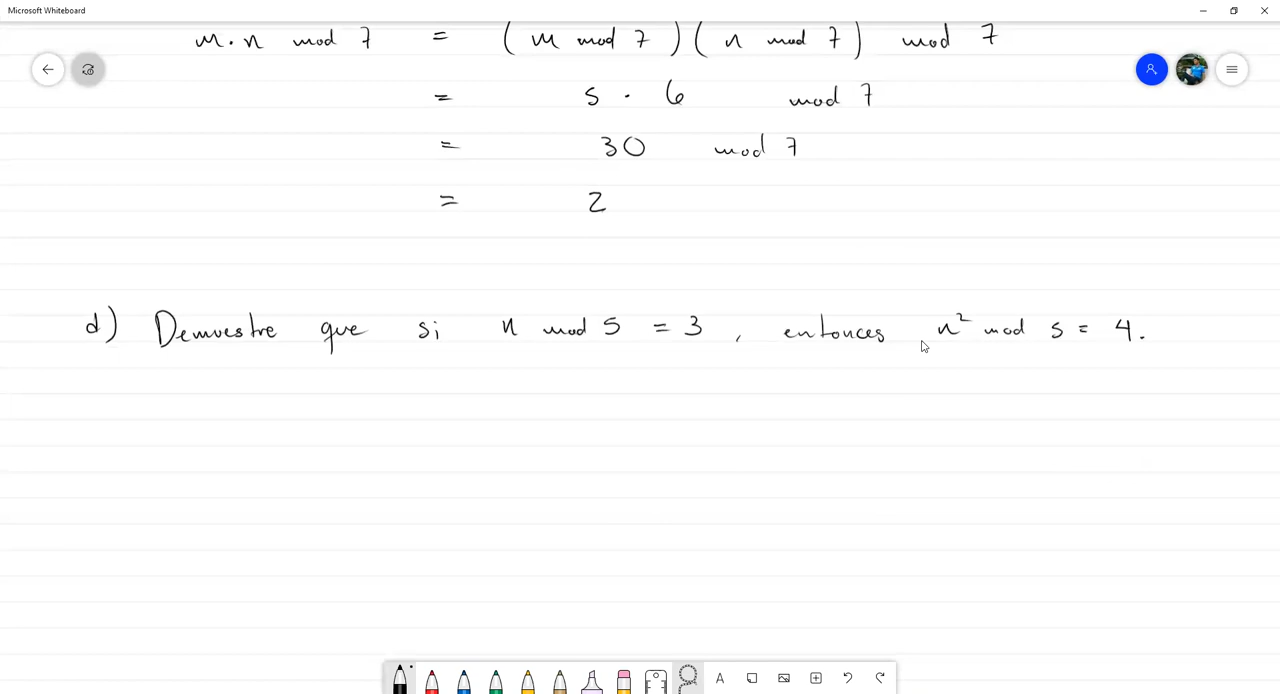 Microsoft Whiteboard
m · n mod 7 = ( m mod 7 ) ( n mod 7 ) mod 7
= 5 · 6 mod 7
= 30 mod 7
= 2
d) Demuestre que si n mod 5 = 3 , entonces n² mod 5 = 4.
A